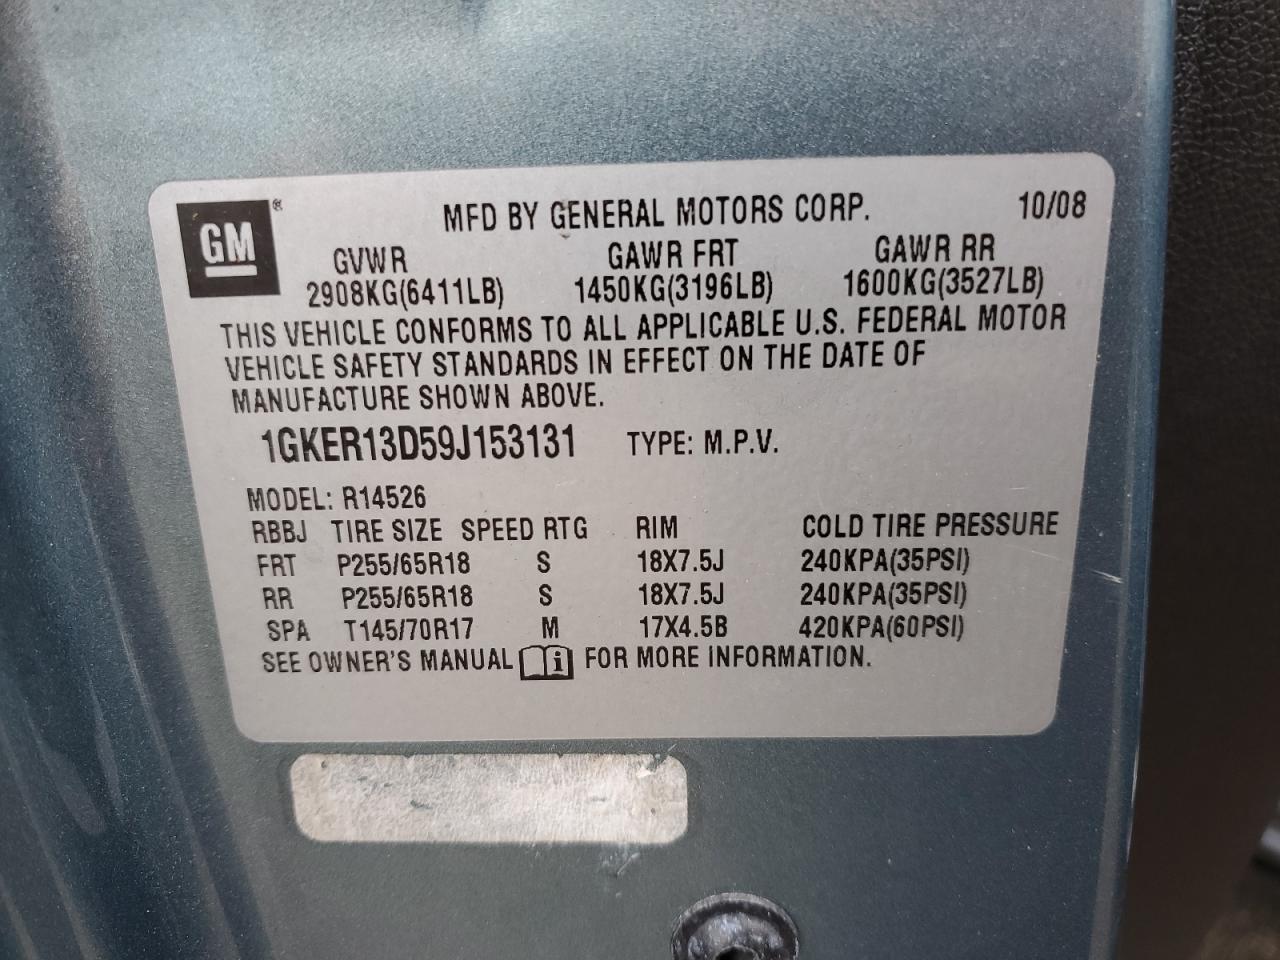 GM®
MFD BY GENERAL MOTORS CORP. 10/08
GVWR GAWR FRT GAWR RR
2908KG(6411LB) 1450KG(3196LB) 1600KG(3527LB)
THIS VEHICLE CONFORMS TO ALL APPLICABLE U.S. FEDERAL MOTOR
VEHICLE SAFETY STANDARDS IN EFFECT ON THE DATE OF
MANUFACTURE SHOWN ABOVE.
1GKER13D59J153131 TYPE: M.P.V.
MODEL: R14526
RBBJ TIRE SIZE SPEED RTG RIM COLD TIRE PRESSURE
FRT P255/65R18 S 18X7.5J 240KPA(35PSI)
RR P255/65R18 S 18X7.5J 240KPA(35PSI)
SPA T145/70R17 M 17X4.5B 420KPA(60PSI)
SEE OWNER'S MANUAL i FOR MORE INFORMATION.